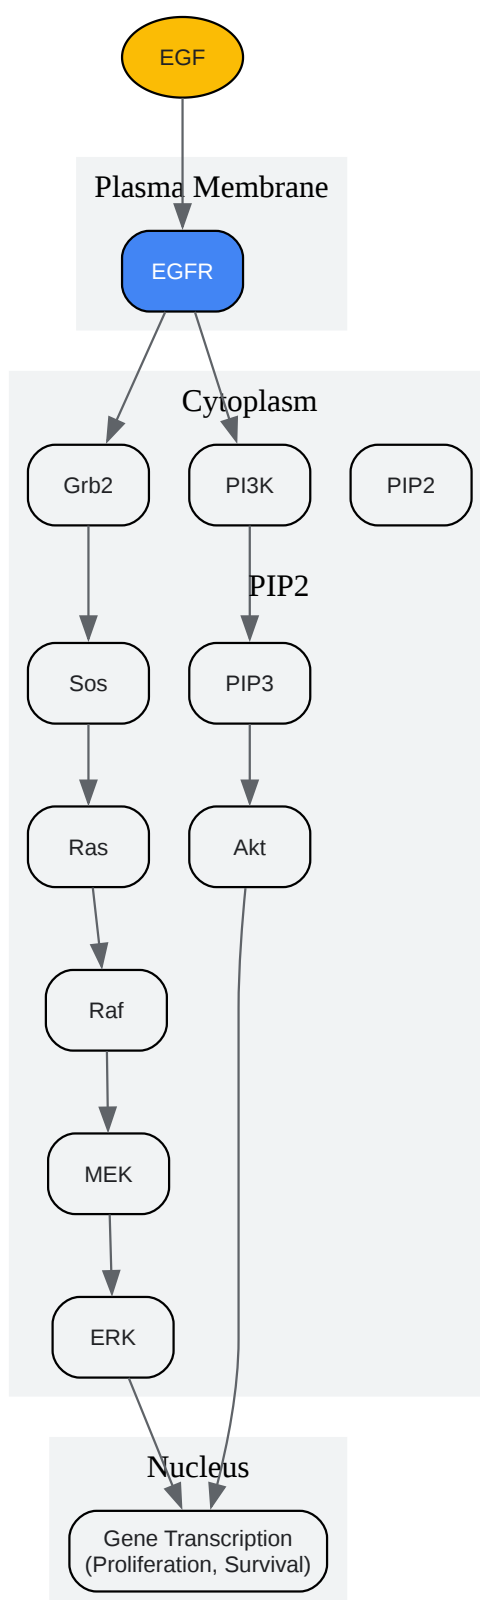 EGF
Plasma Membrane
EGFR
Cytoplasm
Grb2
PI3K
PIP2
PIP2
Sos
PIP3
Ras
Akt
Raf
MEK
ERK
Nucleus
Gene Transcription
(Proliferation, Survival)